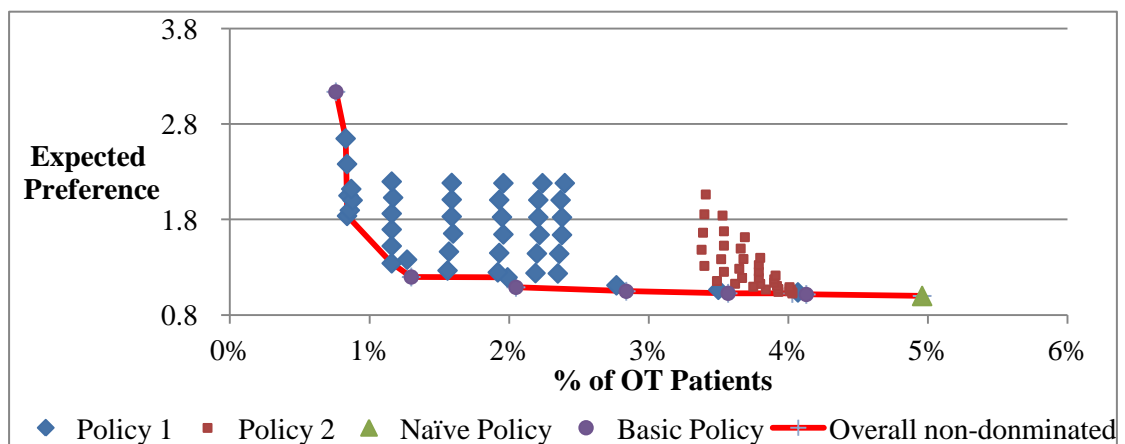 3.8
2.8
Expected
Preference
1.8
0.8
0% 1% 2% 3% 4% 5% 6%
% of OT Patients
Policy 1 Policy 2 Naïve Policy Basic Policy Overall non-donminated